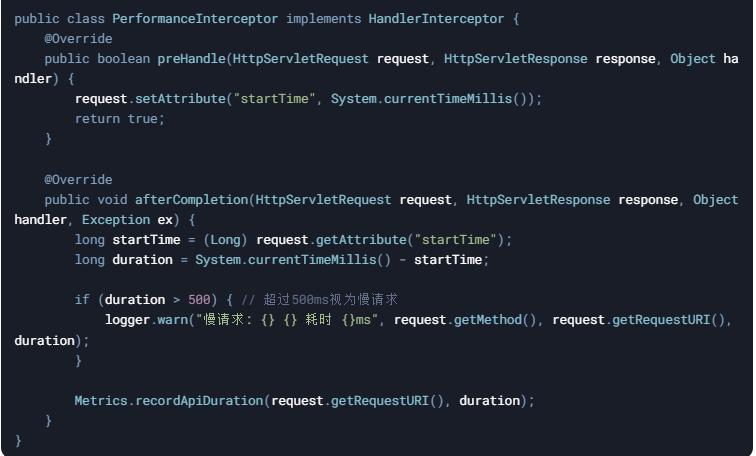 public class PerformanceInterceptor implements HandlerInterceptor {
    @Override
    public boolean preHandle(HttpServletRequest request, HttpServletResponse response, Object ha
ndler) {
        request.setAttribute("startTime", System.currentTimeMillis());
        return true;
    }

    @Override
    public void afterCompletion(HttpServletRequest request, HttpServletResponse response, Object
handler, Exception ex) {
        long startTime = (Long) request.getAttribute("startTime");
        long duration = System.currentTimeMillis() - startTime;

        if (duration > 500) { // 超过500ms视为慢请求
            logger.warn("慢请求: {} {} 耗时 {}ms", request.getMethod(), request.getRequestURI(),
duration);
        }

        Metrics.recordApiDuration(request.getRequestURI(), duration);
    }
}